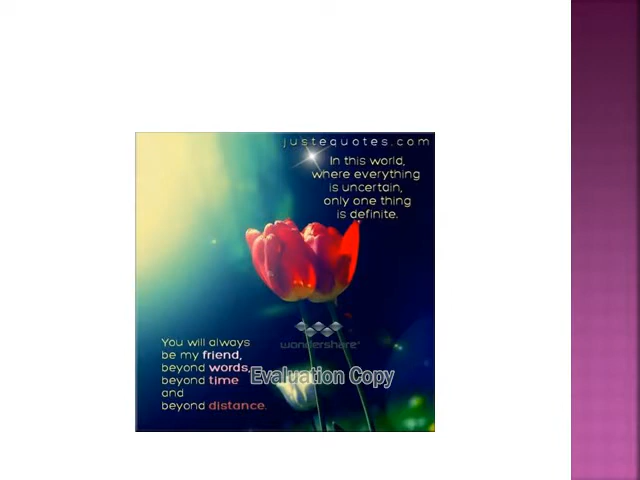 justequotes.com
In this world,
where everything
is uncertain,
only one thing
is definite.
wondershare
You will always
be my friend,
beyond words,
beyond time
and
beyond distance.
Evaluation Copy